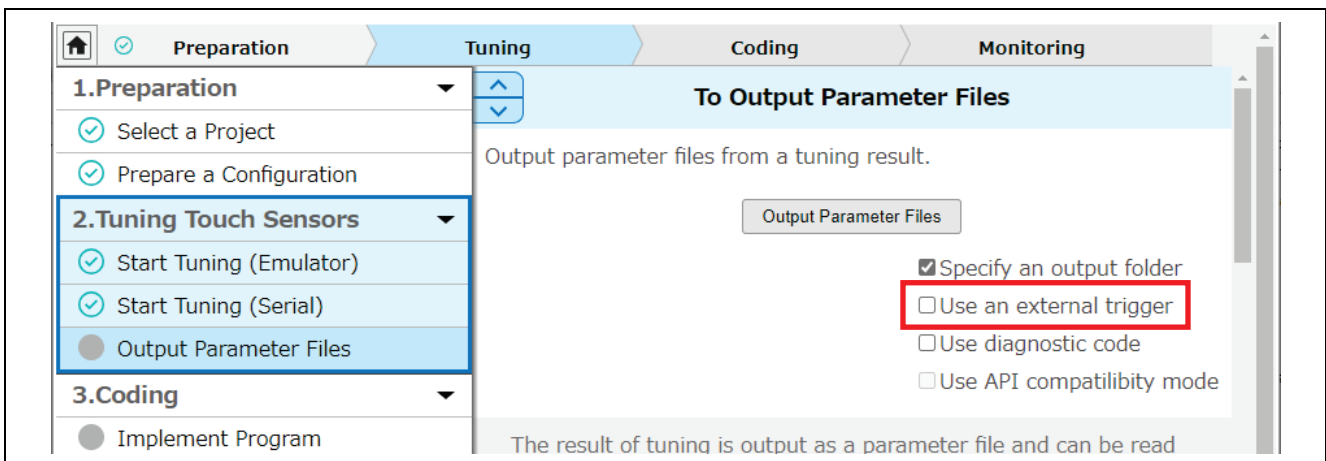 Preparation
Tuning
Coding
Monitoring
1.Preparation
Select a Project
Prepare a Configuration
2.Tuning Touch Sensors
Start Tuning (Emulator)
Start Tuning (Serial)
Output Parameter Files
3.Coding
Implement Program
To Output Parameter Files
Output parameter files from a tuning result.
Output Parameter Files
Specify an output folder
Use an external trigger
Use diagnostic code
Use API compatilibity mode
The result of tuning is output as a parameter file and can be read